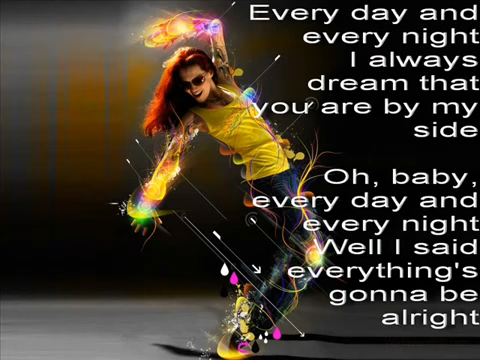 Every day and
every night
I always
dream that
you are by my
side
Oh, baby,
every day and
every night
Well I said
everything's
gonna be
alright